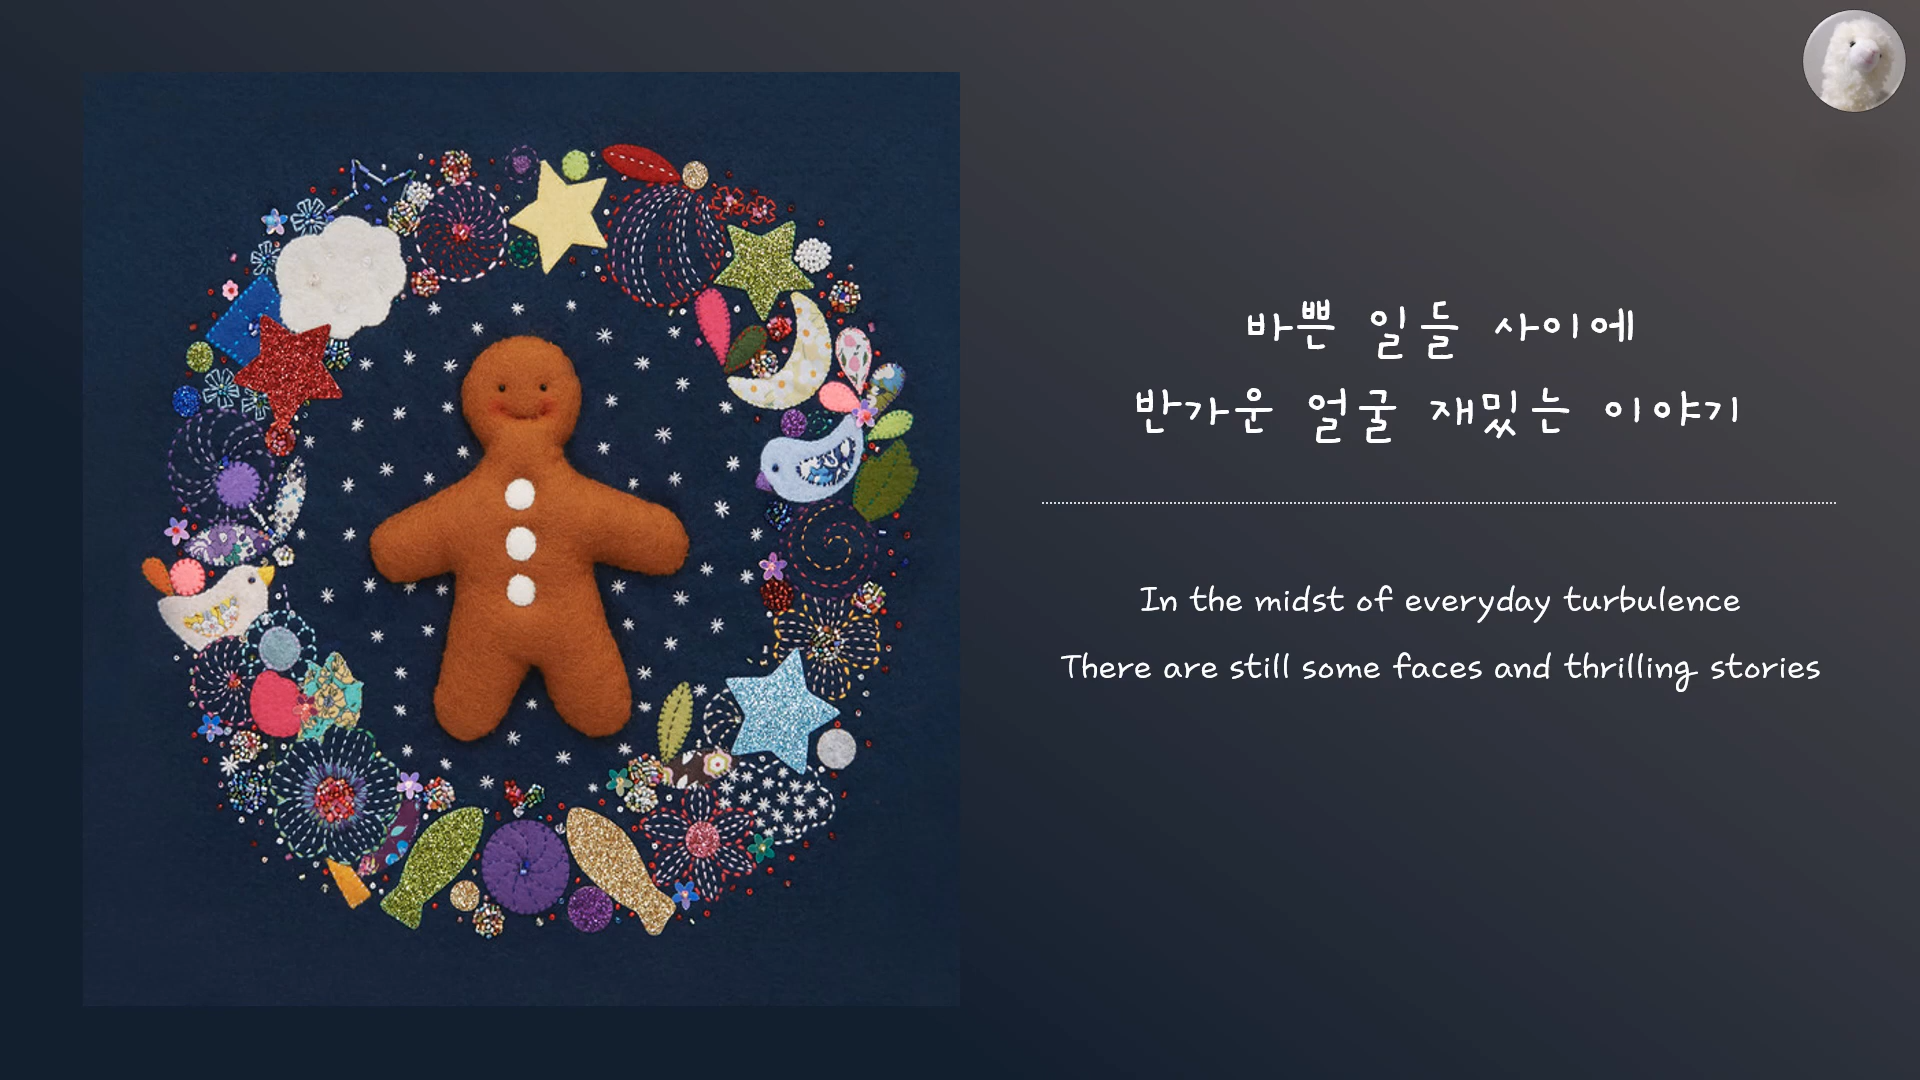 바쁜 일들 사이에
반가운 얼굴 재밌는 이야기
In the midst of everyday turbulence
There are still some faces and thrilling stories